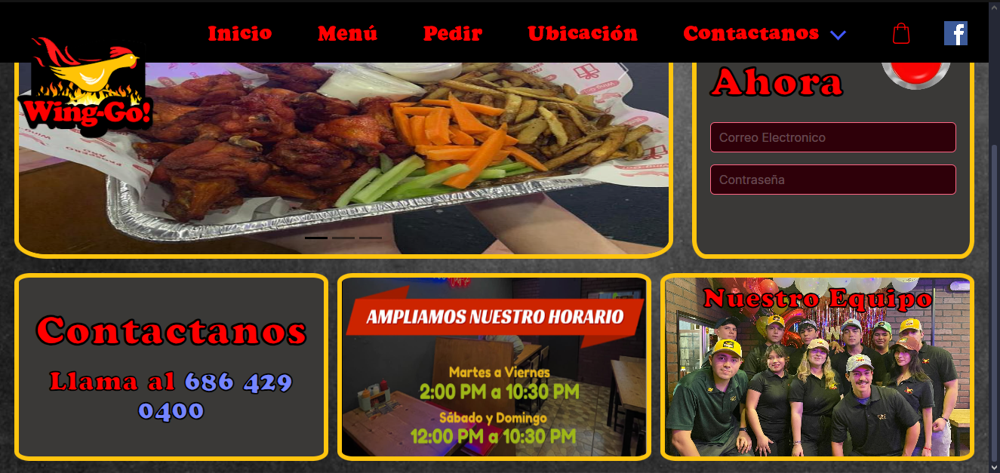 Inicio
Menú
Pedir
Ubicación
Contactanos
Wing-Go!
Ahora
Correo Electronico
Contraseña
Contactanos
Llama al 686 429
0400
AMPLIAMOS NUESTRO HORARIO
Martes a Viernes
2:00 PM a 10:30 PM
Sábado y Domingo
12:00 PM a 10:30 PM
Nuestro Equipo